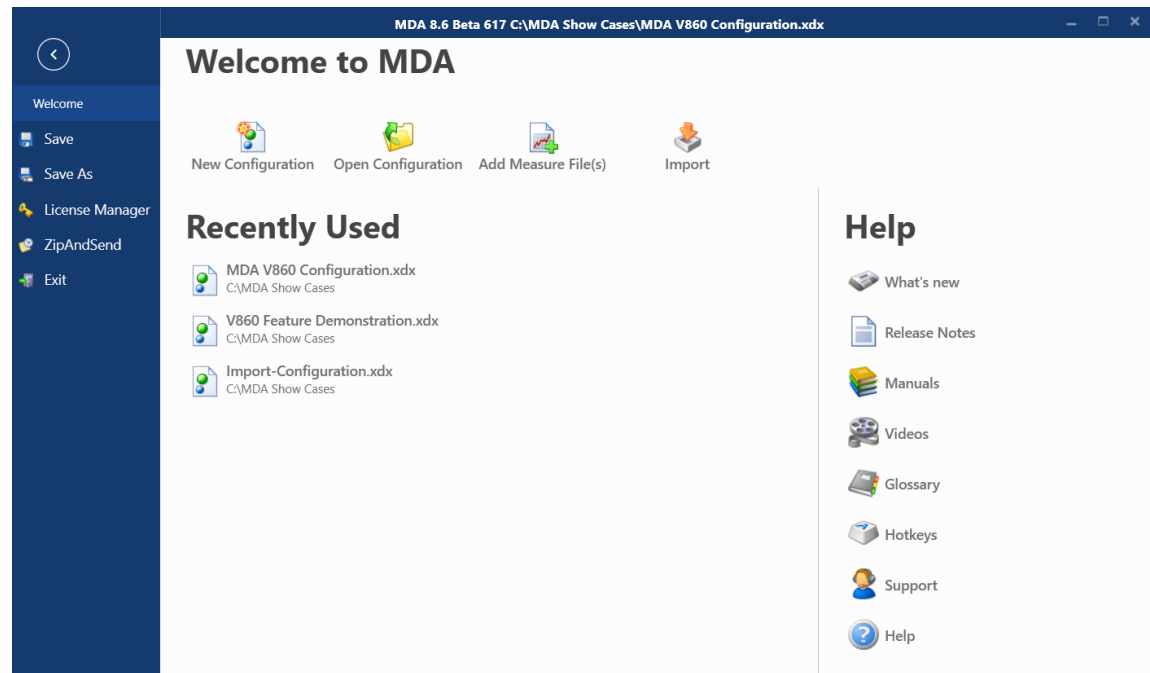 MDA 8.6 Beta 617 C:\MDA Show Cases\MDA V860 Configuration.xdx
Welcome
Save
Save As
License Manager
ZipAndSend
Exit
Welcome to MDA
New Configuration
Open Configuration
Add Measure File(s)
Import
Recently Used
MDA V860 Configuration.xdx
C:\MDA Show Cases
V860 Feature Demonstration.xdx
C:\MDA Show Cases
Import-Configuration.xdx
C:\MDA Show Cases
Help
What's new
Release Notes
Manuals
Videos
Glossary
Hotkeys
Support
Help